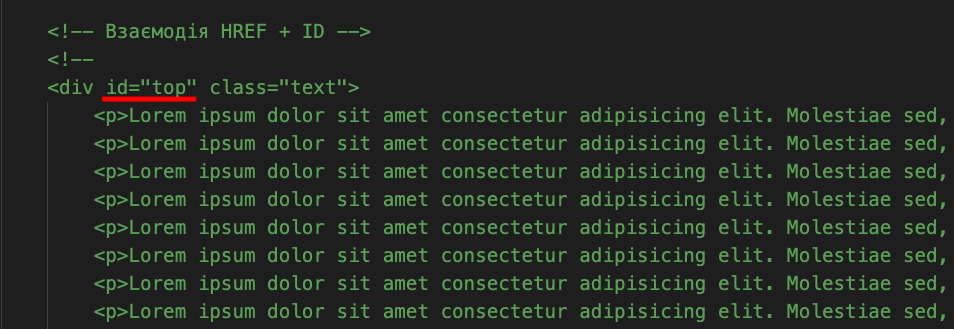 <!-- Взаємодія HREF + ID -->
<!--
<div id="top" class="text">
<p>Lorem ipsum dolor sit amet consectetur adipisicing elit. Molestiae sed,
<p>Lorem ipsum dolor sit amet consectetur adipisicing elit. Molestiae sed,
<p>Lorem ipsum dolor sit amet consectetur adipisicing elit. Molestiae sed,
<p>Lorem ipsum dolor sit amet consectetur adipisicing elit. Molestiae sed,
<p>Lorem ipsum dolor sit amet consectetur adipisicing elit. Molestiae sed,
<p>Lorem ipsum dolor sit amet consectetur adipisicing elit. Molestiae sed,
<p>Lorem ipsum dolor sit amet consectetur adipisicing elit. Molestiae sed,
<p>Lorem ipsum dolor sit amet consectetur adipisicing elit. Molestiae sed,